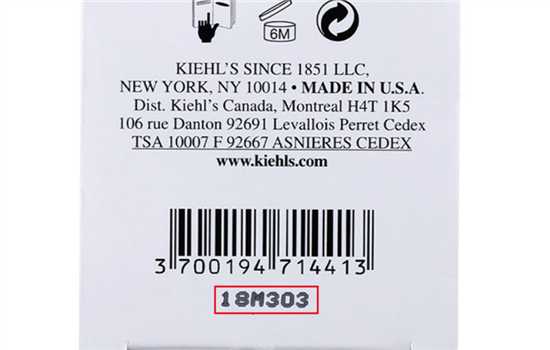 6M
KIEHL'S SINCE 1851 LLC,
NEW YORK, NY 10014 • MADE IN U.S.A.
Dist. Kiehl's Canada, Montreal H4T 1K5
106 rue Danton 92691 Levallois Perret Cedex
TSA 10007 F 92667 ASNIERES CEDEX
www.kiehls.com
3 700194 714413
18M303